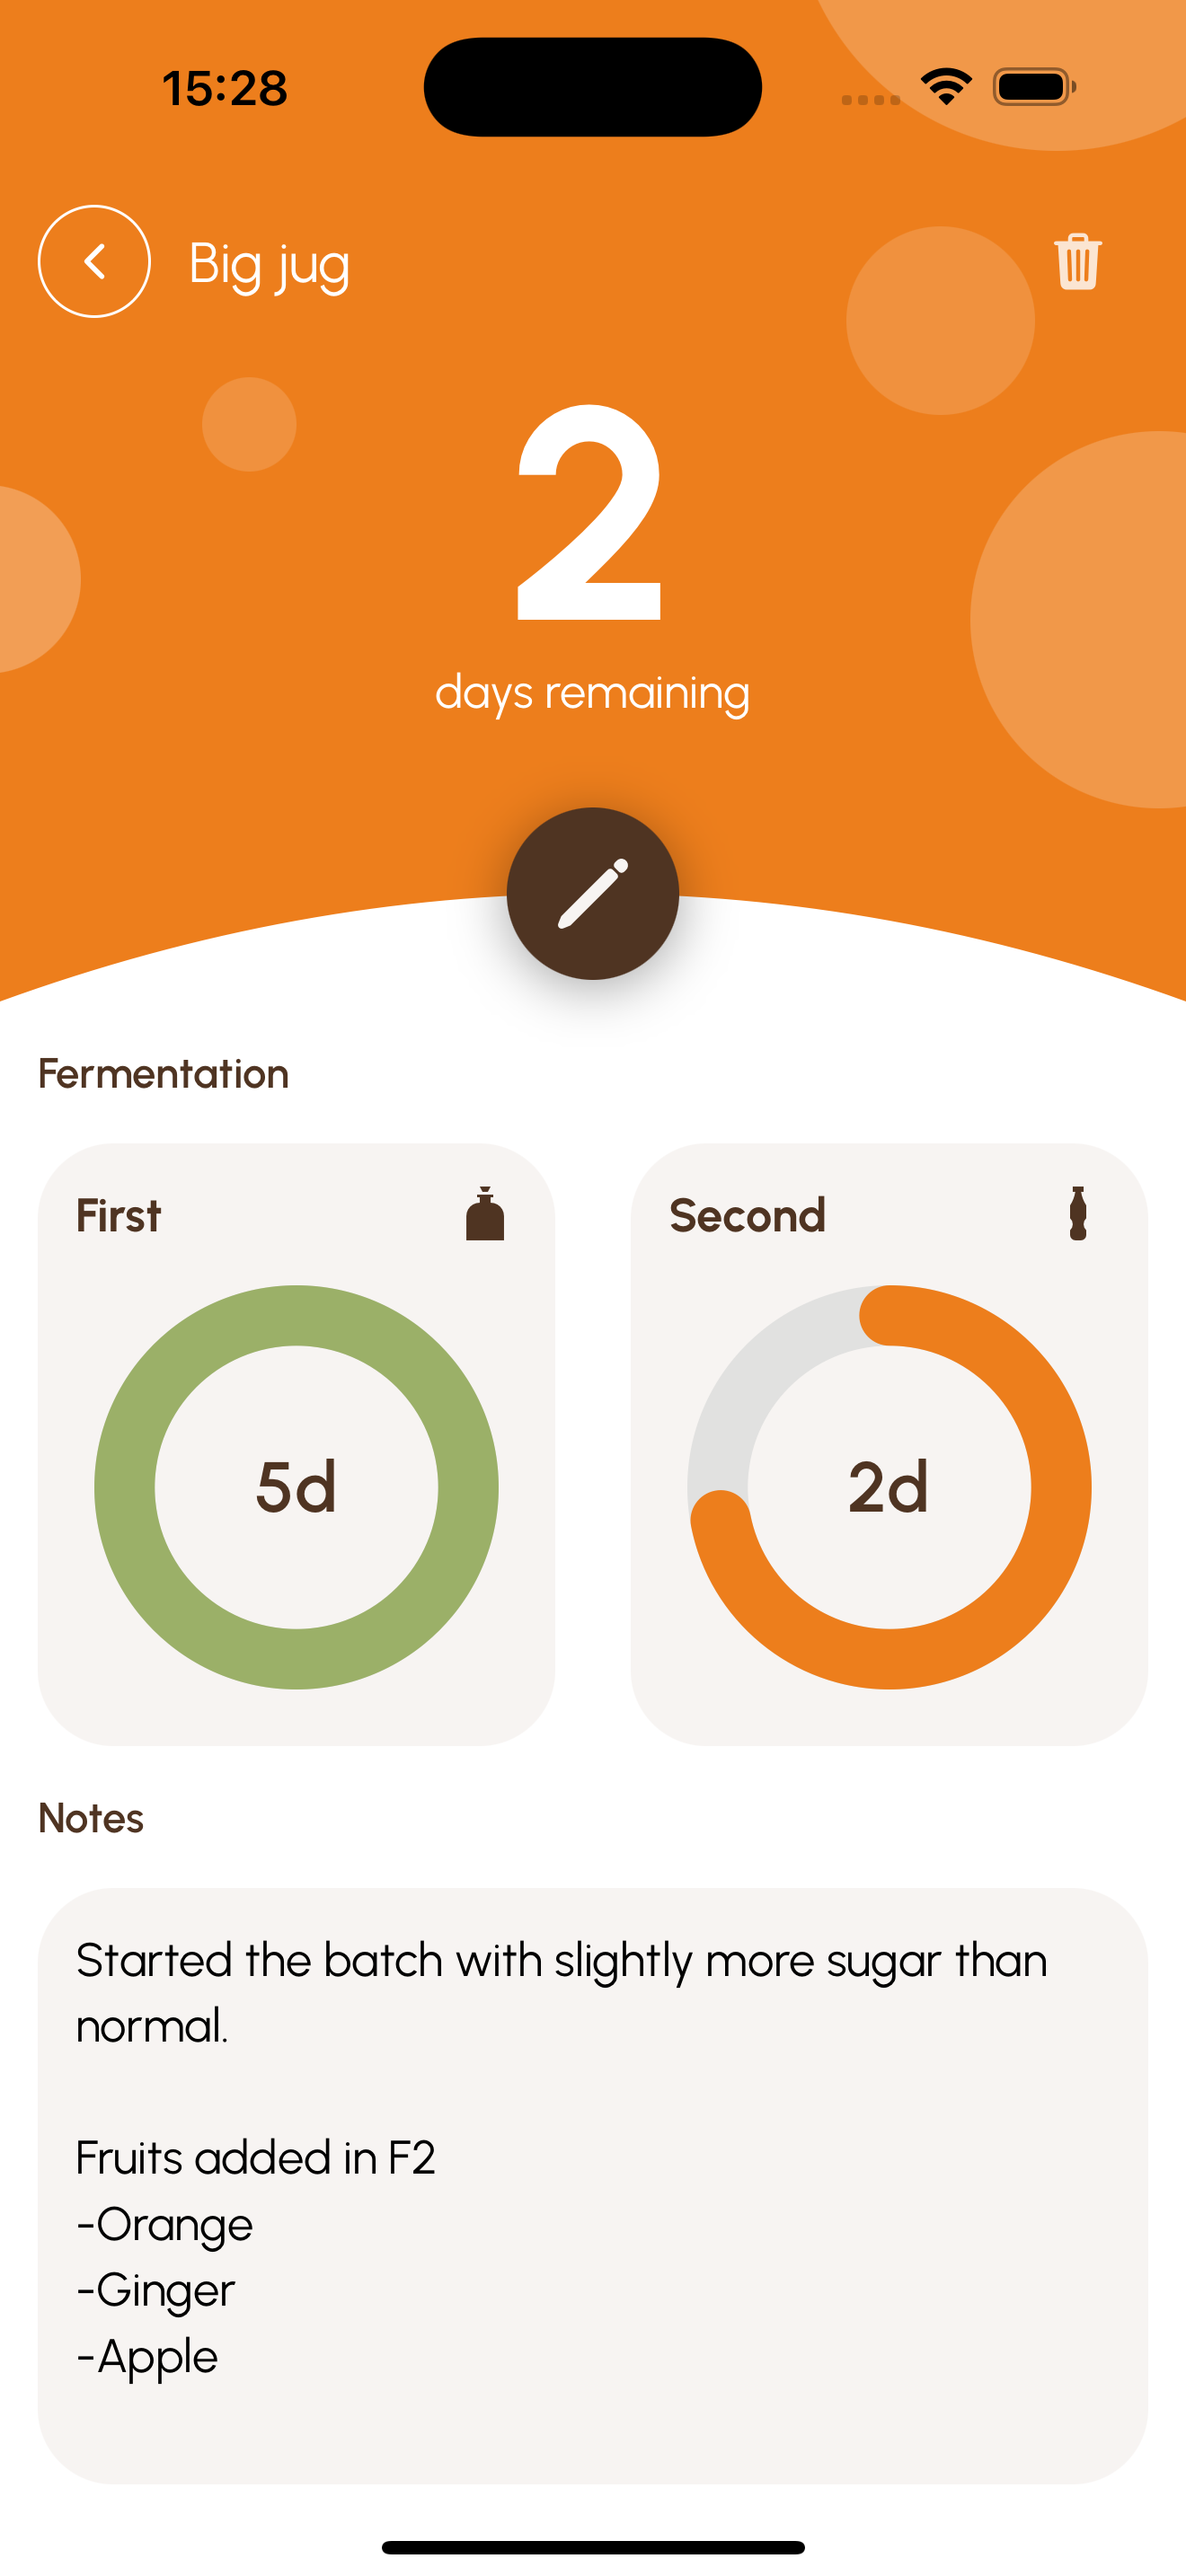 15:28
Big jug
2
days remaining
Fermentation
First
Second
5d
2d
Notes
Started the batch with slightly more sugar than
normal.
Fruits added in F2
-Orange
-Ginger
-Apple